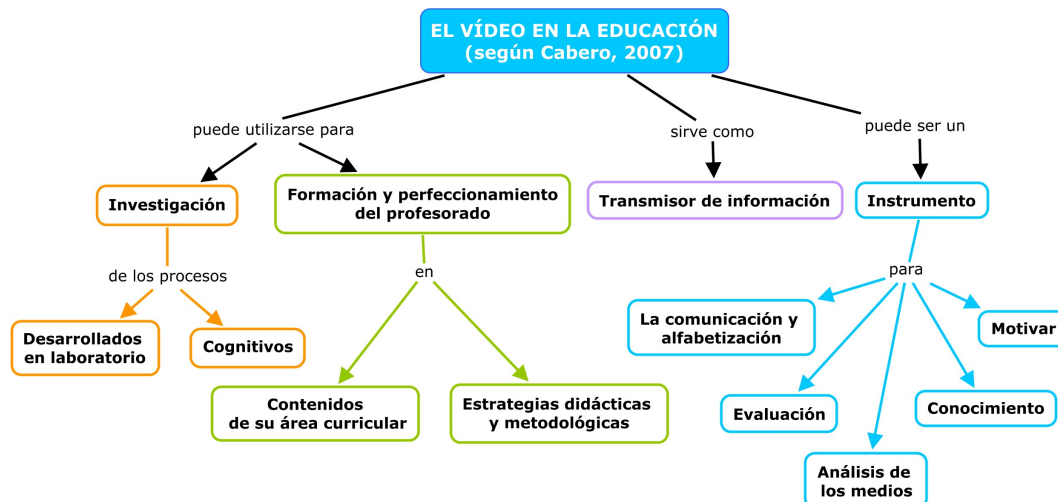 EL VÍDEO EN LA EDUCACIÓN
(según Cabero, 2007)
puede utilizarse para
sirve como
puede ser un
Investigación
Formación y perfeccionamiento
del profesorado
Transmisor de información
Instrumento
de los procesos
en
para
Desarrollados
en laboratorio
Cognitivos
La comunicación y
alfabetización
Motivar
Contenidos
de su área curricular
Estrategias didácticas
y metodológicas
Evaluación
Conocimiento
Análisis de
los medios